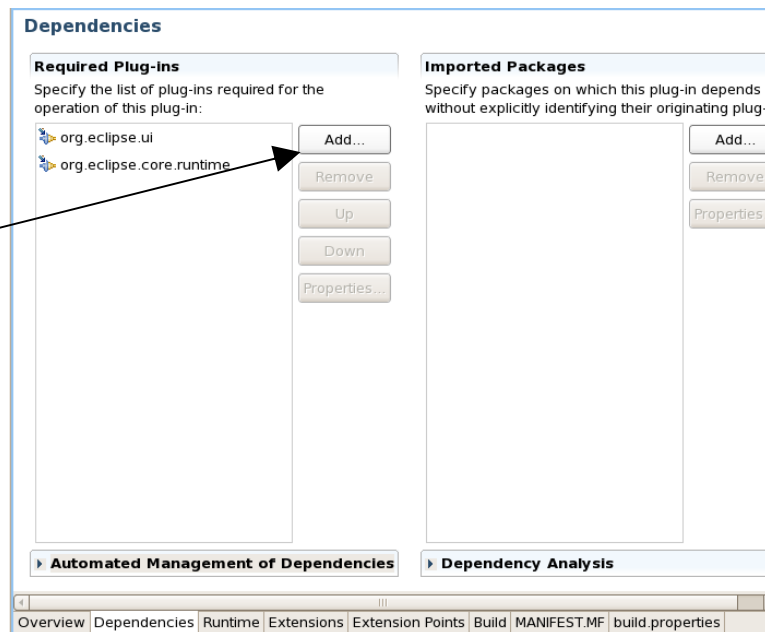 Dependencies
Required Plug-ins
Specify the list of plug-ins required for the
operation of this plug-in:
org.eclipse.ui
org.eclipse.core.runtime
Add...
Remove
Up
Down
Properties...
Imported Packages
Specify packages on which this plug-in depends
without explicitly identifying their originating plug-
Add...
Remove
Properties
Automated Management of Dependencies
Dependency Analysis
Overview Dependencies Runtime Extensions Extension Points Build MANIFEST.MF build.properties